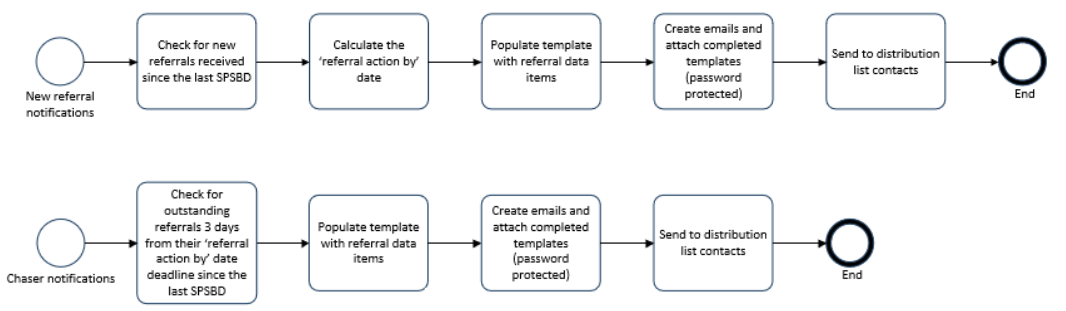 New referral
notifications
Check for new
referrals received
since the last SPSBD
Calculate the
‘referral action by’
date
Populate template
with referral data
items
Create emails and
attach completed
templates
(password
protected)
Send to distribution
list contacts
End
Chaser notifications
Check for
outstanding
referrals 3 days
from their ‘referral
action by’ date
deadline since the
last SPSBD
Populate template
with referral data
items
Create emails and
attach completed
templates
(password
protected)
Send to distribution
list contacts
End